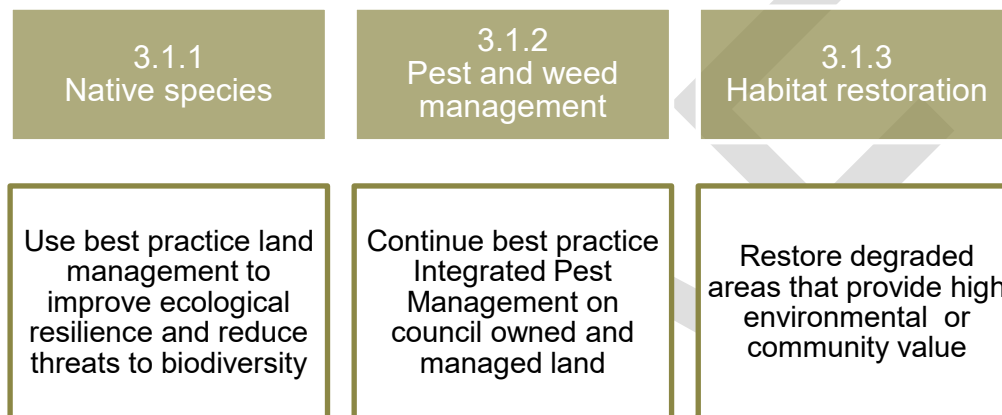 3.1.1
Native species
3.1.2
Pest and weed
management
3.1.3
Habitat restoration
Use best practice land
management to
improve ecological
resilience and reduce
threats to biodiversity
Continue best practice
Integrated Pest
Management on
council owned and
managed land
Restore degraded
areas that provide high
environmental  or
community value